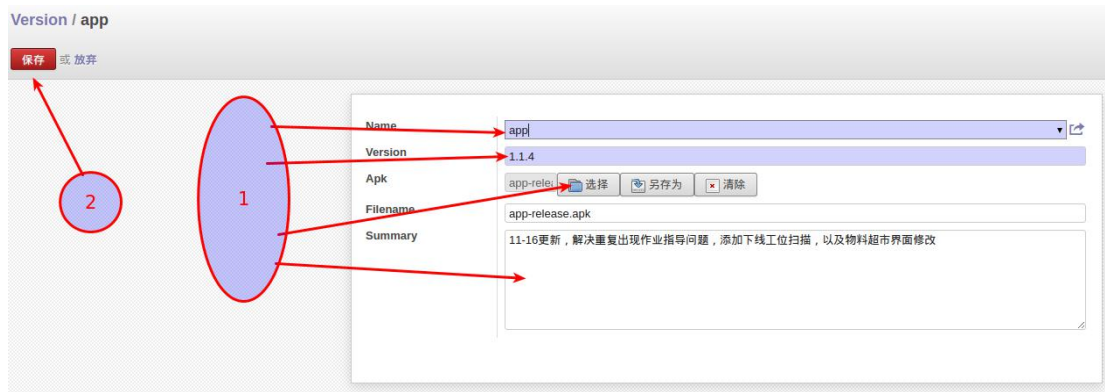 Version / app
保存 或 放弃
Name app
Version 1.1.4
Apk app-relea 选择 另存为 清除
Filename app-release.apk
Summary 11-16更新，解决重复出现作业指导问题，添加下线工位扫描，以及物料超市界面修改
1
2